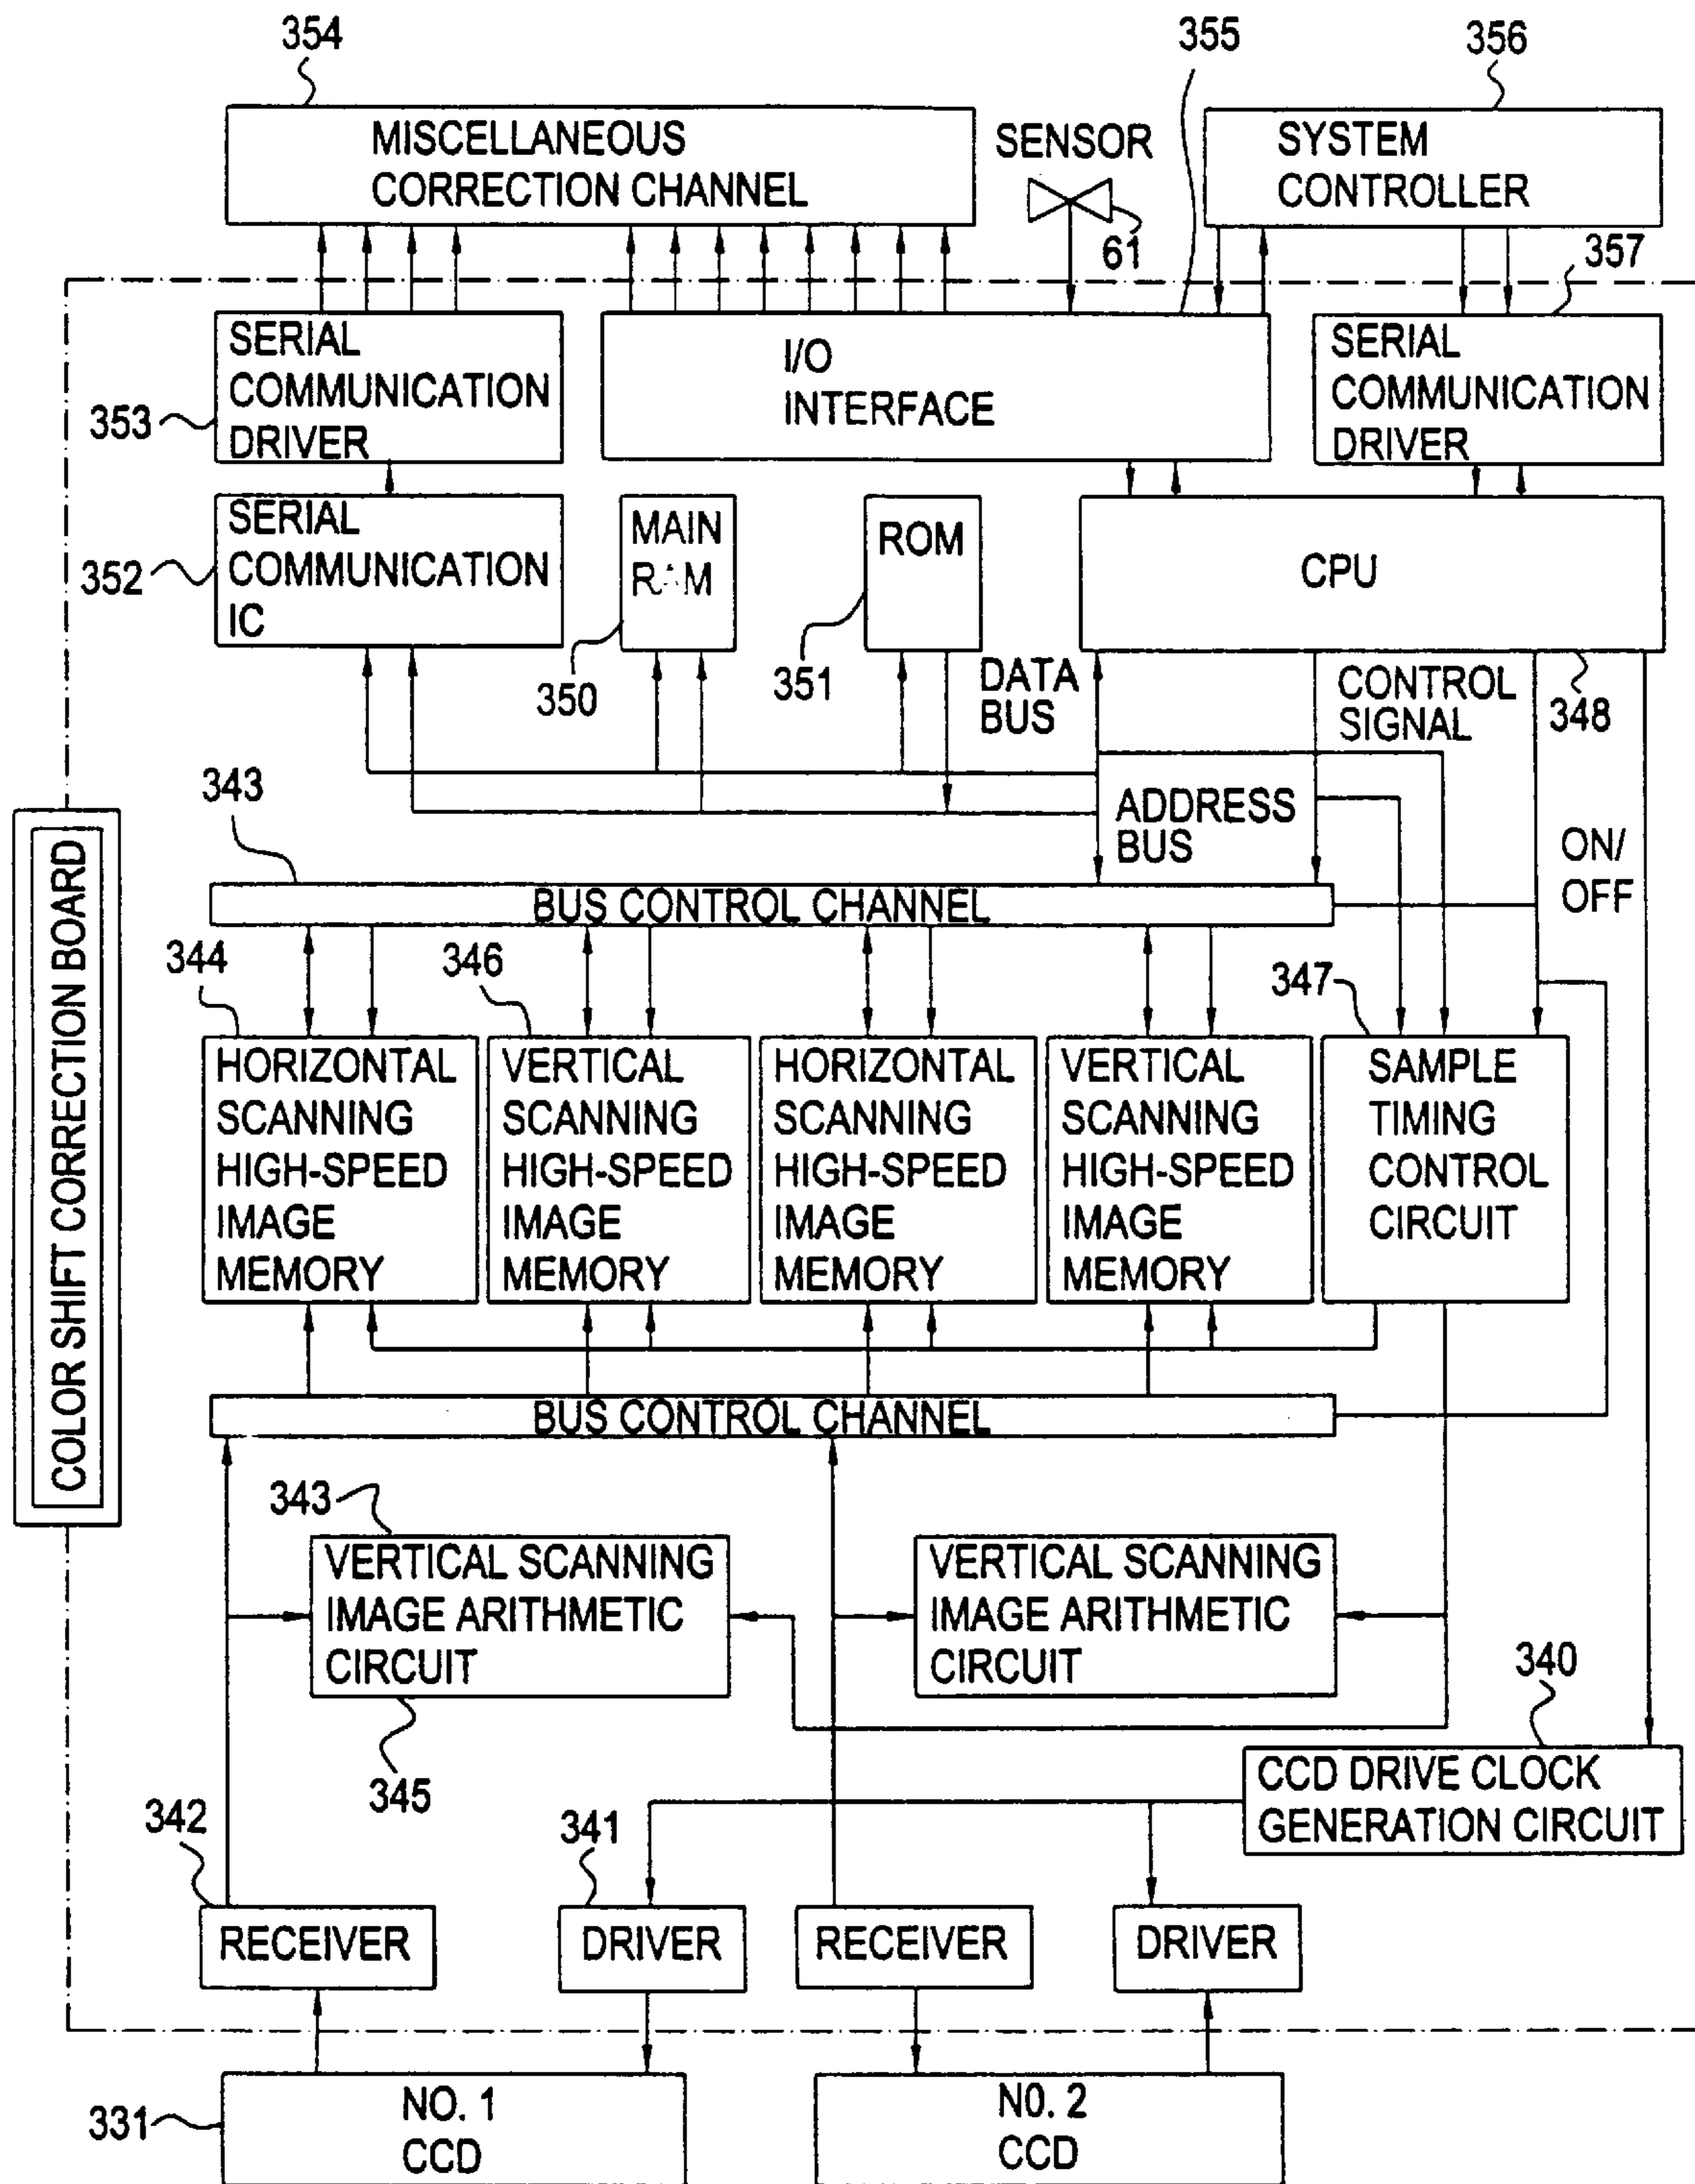 354
355
356
MISCELLANEOUS
CORRECTION CHANNEL
SENSOR
61
SYSTEM
CONTROLLER
357
SERIAL
COMMUNICATION
DRIVER
353
I/O
INTERFACE
SERIAL
COMMUNICATION
DRIVER
SERIAL
COMMUNICATION
IC
352
MAIN
RAM
350
ROM
351
CPU
348
DATA
BUS
CONTROL
SIGNAL
ADDRESS
BUS
ON/
OFF
343
BUS CONTROL CHANNEL
COLOR SHIFT CORRECTION BOARD
344
346
347
HORIZONTAL
SCANNING
HIGH-SPEED
IMAGE
MEMORY
VERTICAL
SCANNING
HIGH-SPEED
IMAGE
MEMORY
HORIZONTAL
SCANNING
HIGH-SPEED
IMAGE
MEMORY
VERTICAL
SCANNING
HIGH-SPEED
IMAGE
MEMORY
SAMPLE
TIMING
CONTROL
CIRCUIT
BUS CONTROL CHANNEL
343
VERTICAL SCANNING
IMAGE ARITHMETIC
CIRCUIT
345
VERTICAL SCANNING
IMAGE ARITHMETIC
CIRCUIT
340
CCD DRIVE CLOCK
GENERATION CIRCUIT
342
341
RECEIVER
DRIVER
RECEIVER
DRIVER
331
NO. 1
CCD
N0. 2
CCD